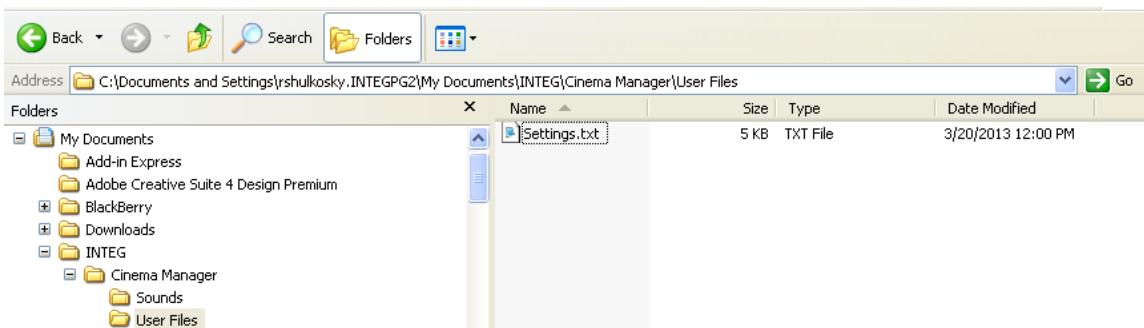 Back Search Folders
Address C:\Documents and Settings\rshulkosky.INTEGPG2\My Documents\INTEG\Cinema Manager\User Files Go
Folders x Name Size Type Date Modified
My Documents Settings.txt 5 KB TXT File 3/20/2013 12:00 PM
Add-in Express
Adobe Creative Suite 4 Design Premium
BlackBerry
Downloads
INTEG
Cinema Manager
Sounds
User Files